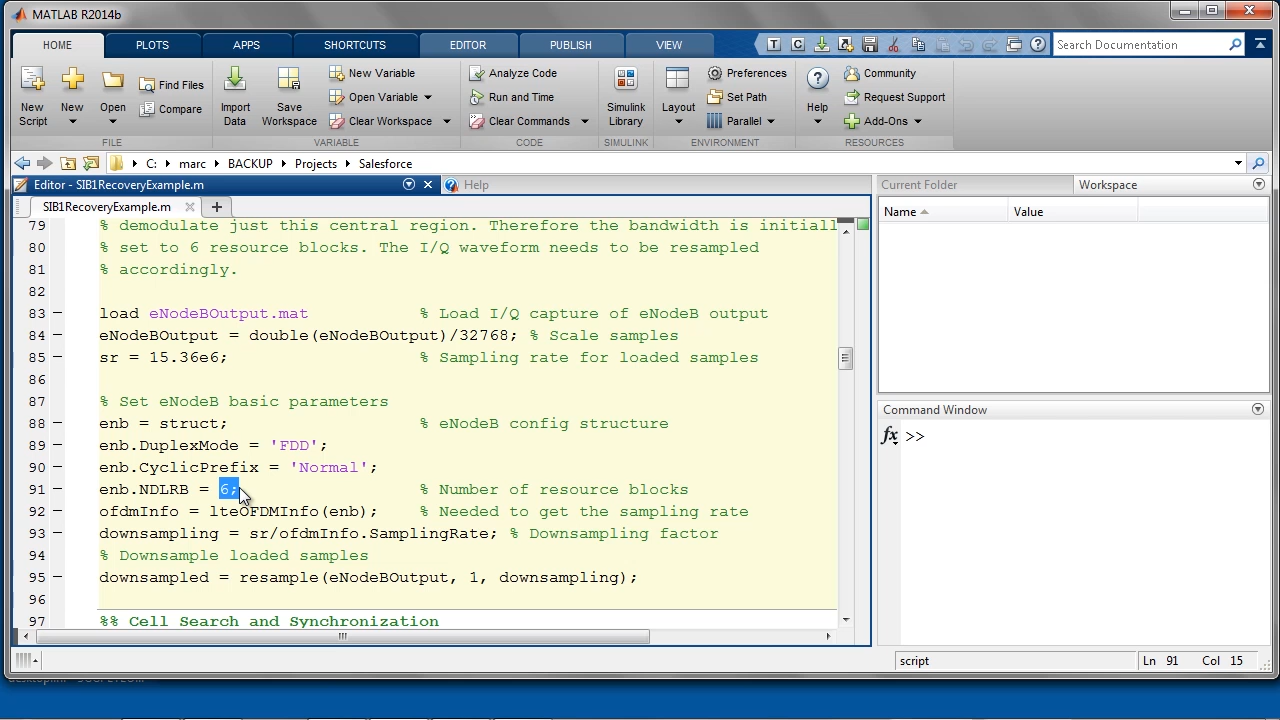 MATLAB R2014b
HOME PLOTS APPS SHORTCUTS EDITOR PUBLISH VIEW Search Documentation
New Script
New
Open
Find Files
Compare
FILE
Import Data
Save Workspace
New Variable
Open Variable
Clear Workspace
VARIABLE
Analyze Code
Run and Time
Clear Commands
CODE
Simulink Library
SIMULINK
Layout
Preferences
Set Path
Parallel
ENVIRONMENT
Help
Community
Request Support
Add-Ons
RESOURCES
C: marc BACKUP Projects Salesforce
Editor - SIB1RecoveryExample.m
Help
SIB1RecoveryExample.m
79 % demodulate just this central region. Therefore the bandwidth is initiall
80 % set to 6 resource blocks. The I/Q waveform needs to be resampled
81 % accordingly.
82
83 load eNodeBOutput.mat % Load I/Q capture of eNodeB output
84 eNodeBOutput = double(eNodeBOutput)/32768; % Scale samples
85 sr = 15.36e6; % Sampling rate for loaded samples
86
87 % Set eNodeB basic parameters
88 enb = struct; % eNodeB config structure
89 enb.DuplexMode = 'FDD';
90 enb.CyclicPrefix = 'Normal';
91 enb.NDLRB = 6; % Number of resource blocks
92 ofdmInfo = lteOFDMInfo(enb); % Needed to get the sampling rate
93 downsampling = sr/ofdmInfo.SamplingRate; % Downsampling factor
94 % Downsample loaded samples
95 downsampled = resample(eNodeBOutput, 1, downsampling);
96
97 %% Cell Search and Synchronization
Current Folder
Workspace
Name Value
Command Window
fx >>
script Ln 91 Col 15